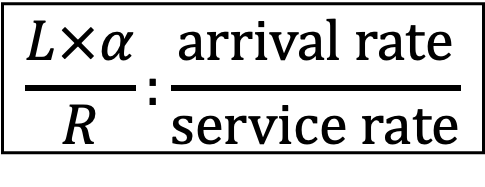 L×α / R : arrival rate / service rate